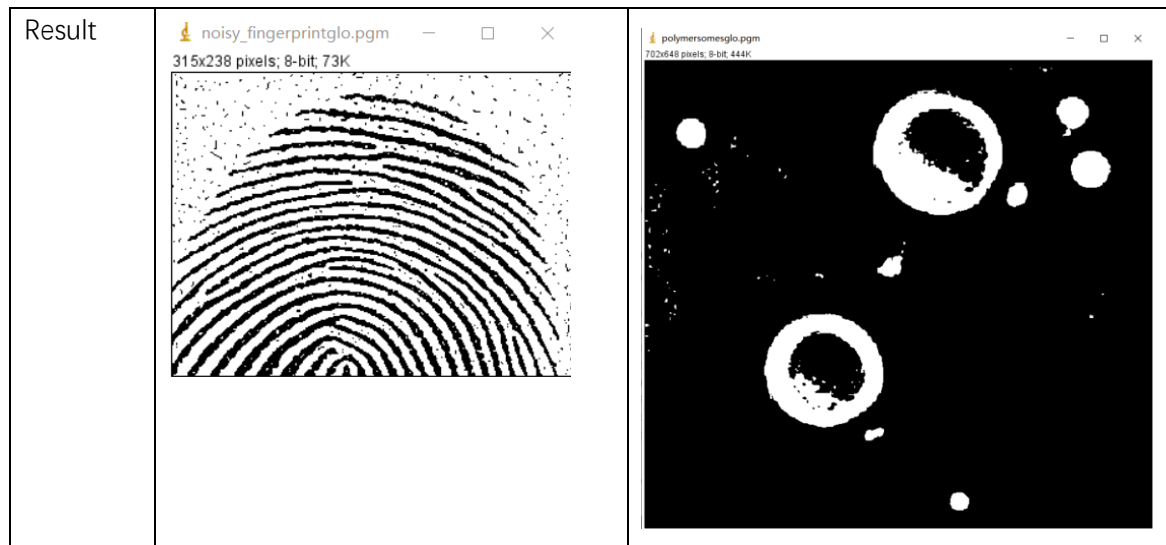 Result
noisy_fingerprintglo.pgm
315x238 pixels; 8-bit; 73K
polymersomesglo.pgm
702x648 pixels; 8-bit; 444K